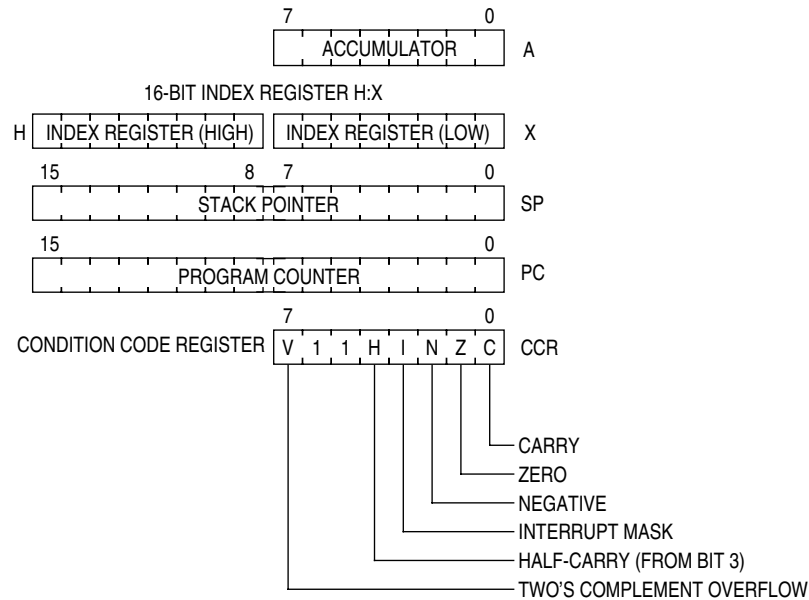 7 0
ACCUMULATOR A
16-BIT INDEX REGISTER H:X
H INDEX REGISTER (HIGH) INDEX REGISTER (LOW) X
15 8 7 0
STACK POINTER SP
15 0
PROGRAM COUNTER PC
7 0
CONDITION CODE REGISTER V 1 1 H I N Z C CCR
CARRY
ZERO
NEGATIVE
INTERRUPT MASK
HALF-CARRY (FROM BIT 3)
TWO'S COMPLEMENT OVERFLOW